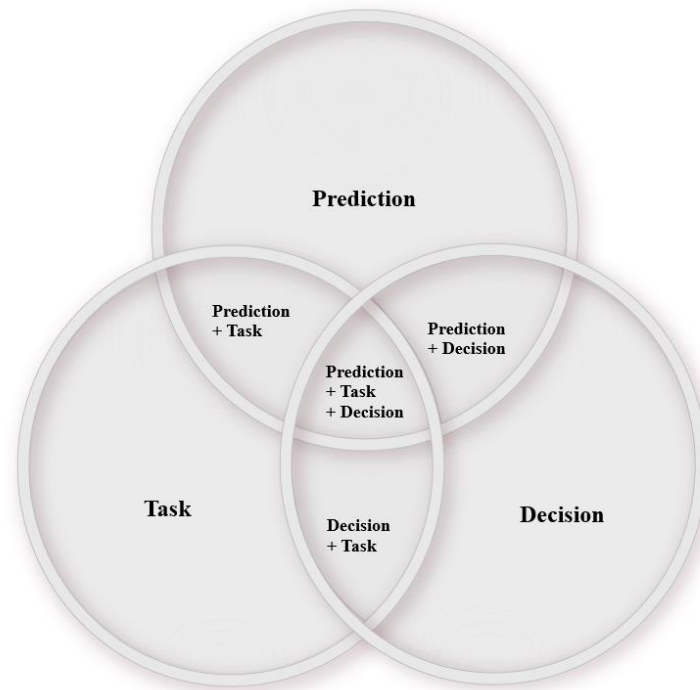 Prediction
Prediction
+ Task
Prediction
+ Decision
Prediction
+ Task
+ Decision
Task
Decision
Decision
+ Task